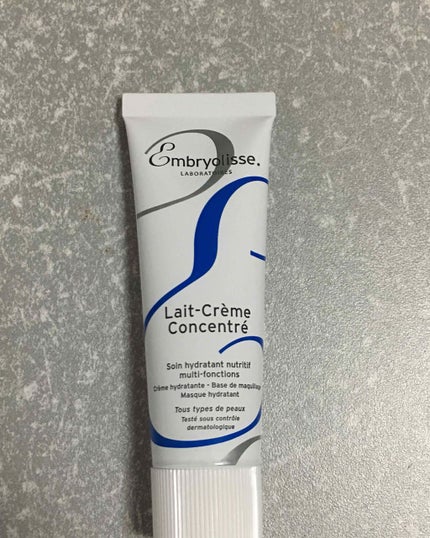 Embryolisse.
LABORATOIRES
Lait-Crème
Concentré
Soin hydratant nutritif
multi-fonctions
Crème hydratante - Base de maquillage
Masque hydratant
Tous types de peaux
Testé sous contrôle
dermatologique